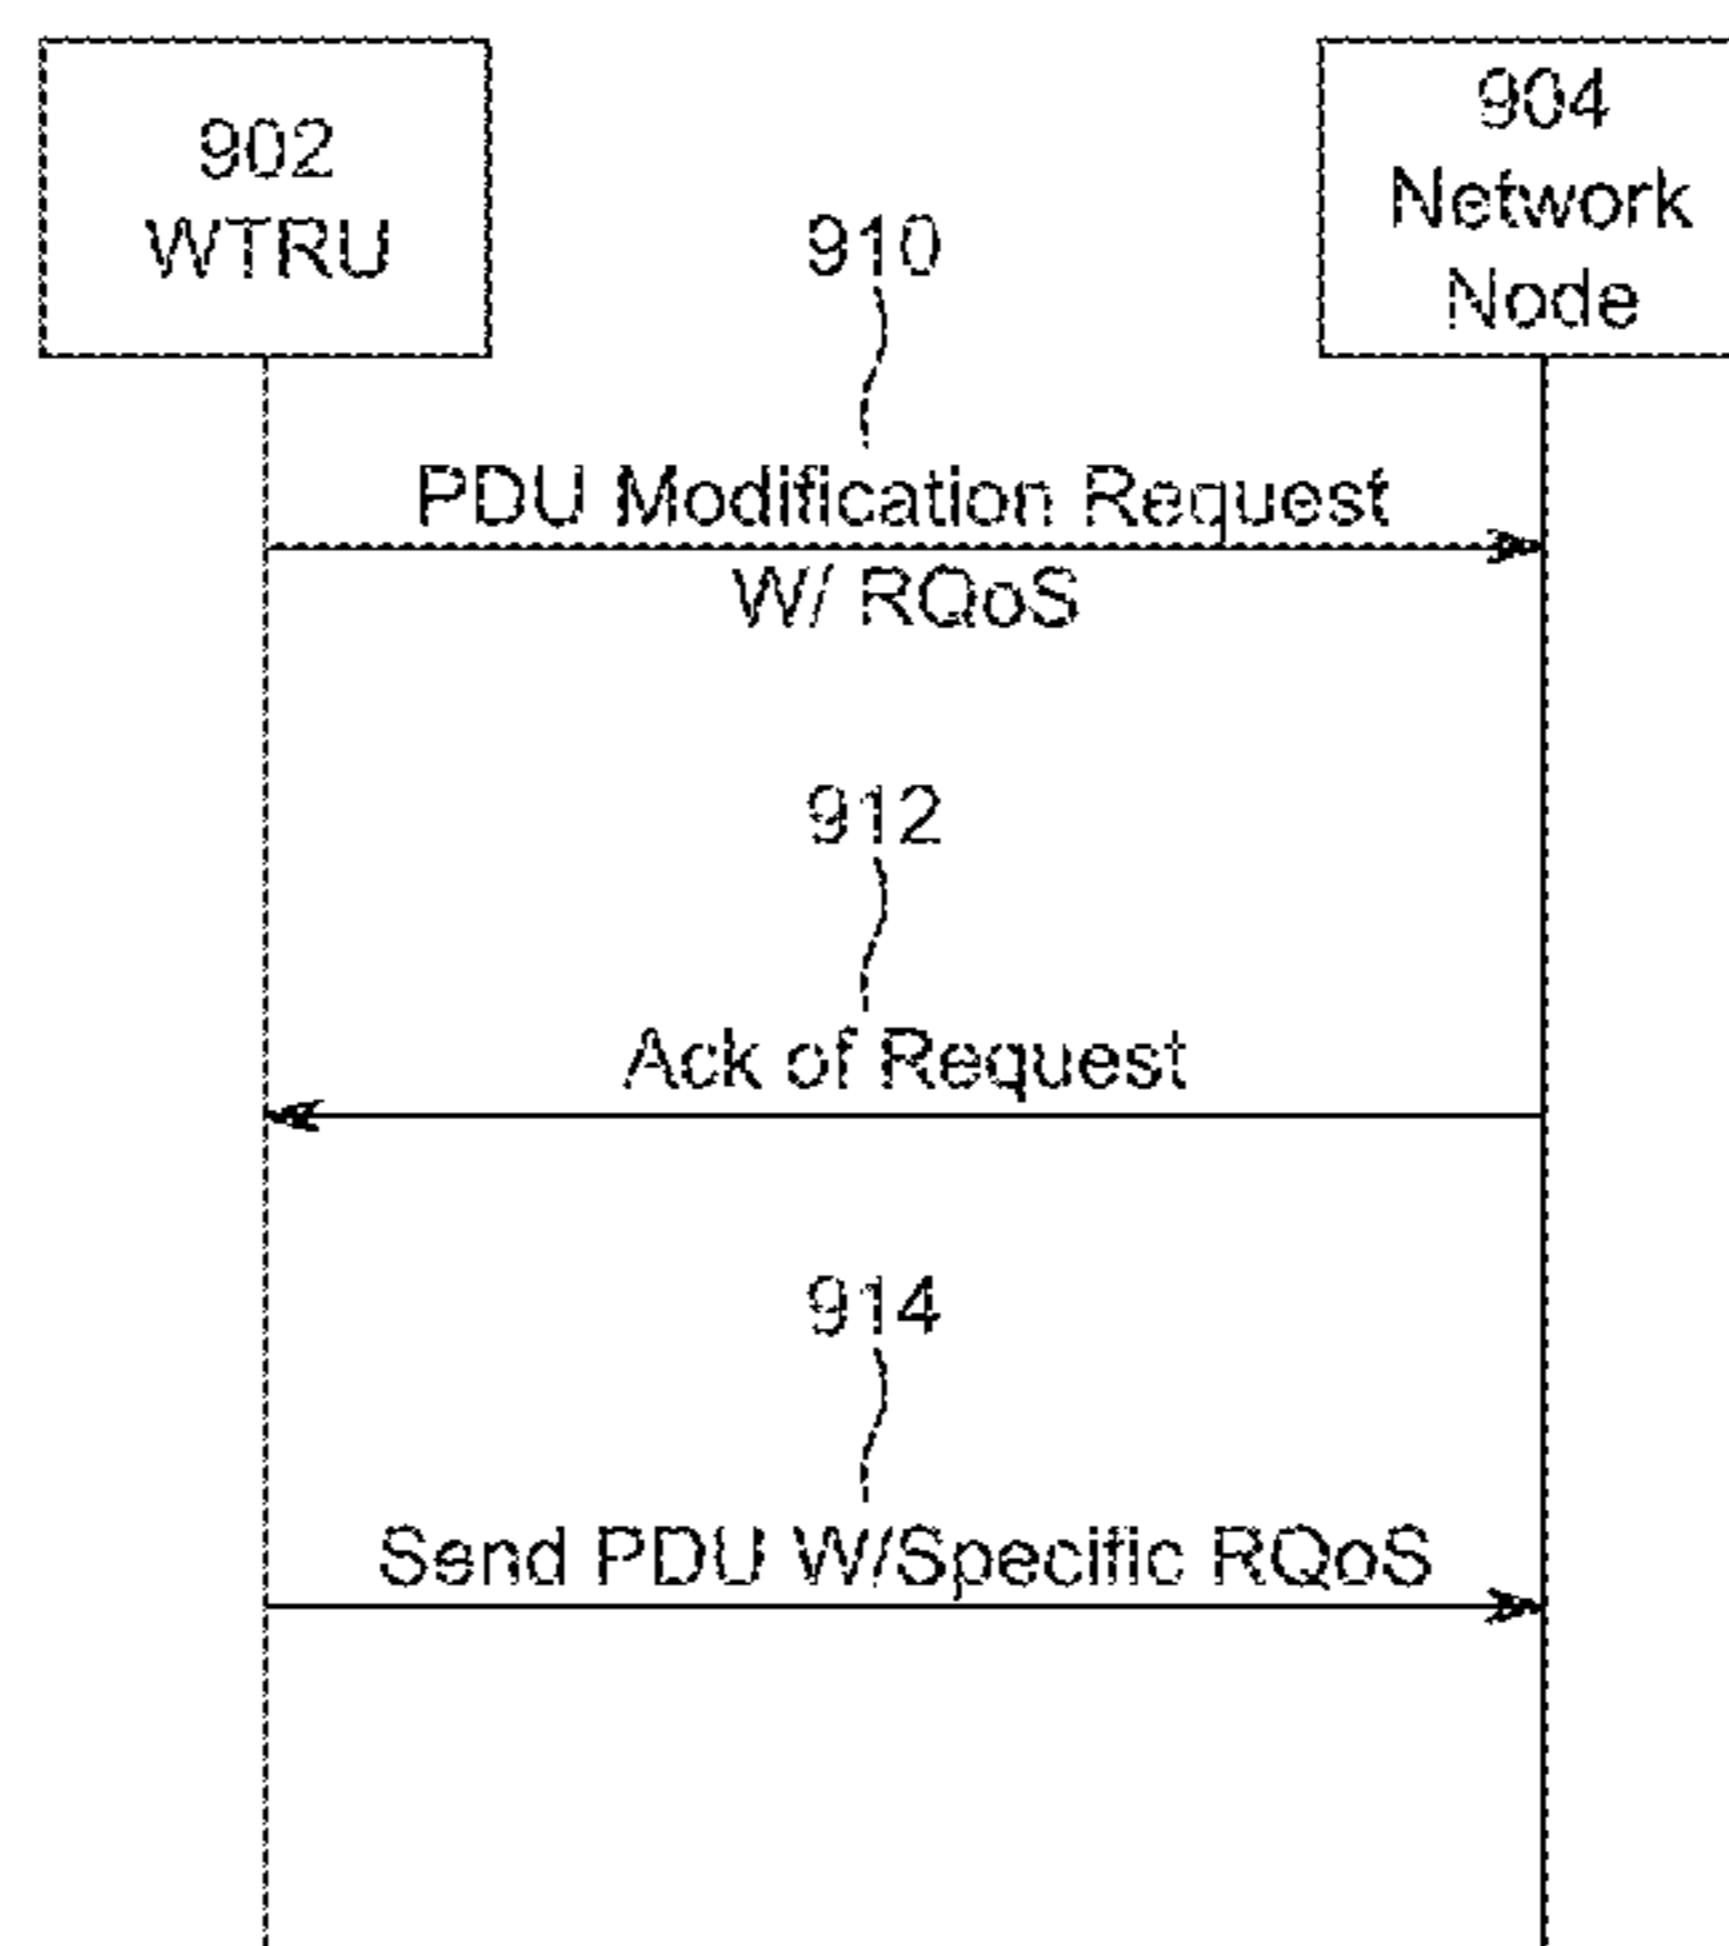 902
WTRU
904
Network
Node
910
PDU Modification Request
W/ RQoS
912
Ack of Request
914
Send PDU W/Specific RQoS